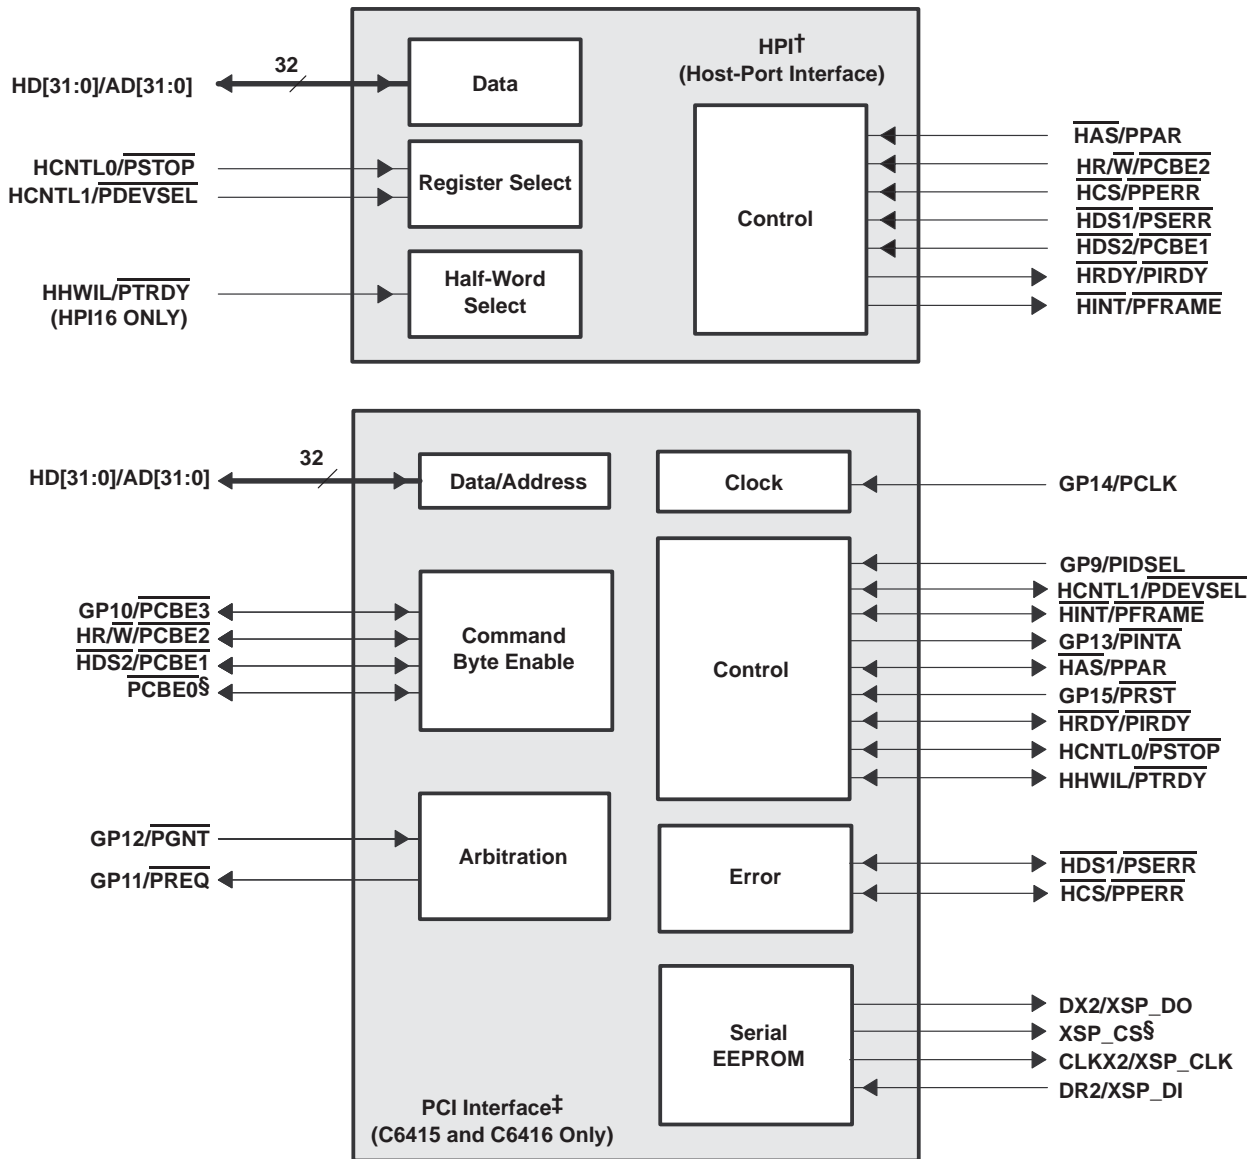 HPI†
(Host-Port Interface)
32
HD[31:0]/AD[31:0]
Data
HCNTL0/PSTOP
HCNTL1/PDEVSEL
Register Select
HHWIL/PTRDY
(HPI16 ONLY)
Half-Word
Select
Control
HAS/PPAR
HR/W/PCBE2
HCS/PPERR
HDS1/PSERR
HDS2/PCBE1
HRDY/PIRDY
HINT/PFRAME
32
HD[31:0]/AD[31:0]
Data/Address
Clock
GP14/PCLK
GP10/PCBE3
HR/W/PCBE2
HDS2/PCBE1
PCBE0§
Command
Byte Enable
Control
GP9/PIDSEL
HCNTL1/PDEVSEL
HINT/PFRAME
GP13/PINTA
HAS/PPAR
GP15/PRST
HRDY/PIRDY
HCNTL0/PSTOP
HHWIL/PTRDY
GP12/PGNT
GP11/PREQ
Arbitration
Error
HDS1/PSERR
HCS/PPERR
Serial
EEPROM
DX2/XSP_DO
XSP_CS§
CLKX2/XSP_CLK
DR2/XSP_DI
PCI Interface‡
(C6415 and C6416 Only)